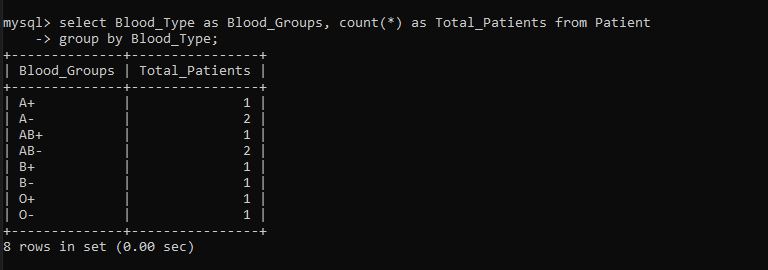 mysql> select Blood_Type as Blood_Groups, count(*) as Total_Patients from Patient
    -> group by Blood_Type;
+--------------+----------------+
| Blood_Groups | Total_Patients |
+--------------+----------------+
| A+           |              1 |
| A-           |              2 |
| AB+          |              1 |
| AB-          |              2 |
| B+           |              1 |
| B-           |              1 |
| O+           |              1 |
| O-           |              1 |
+--------------+----------------+
8 rows in set (0.00 sec)